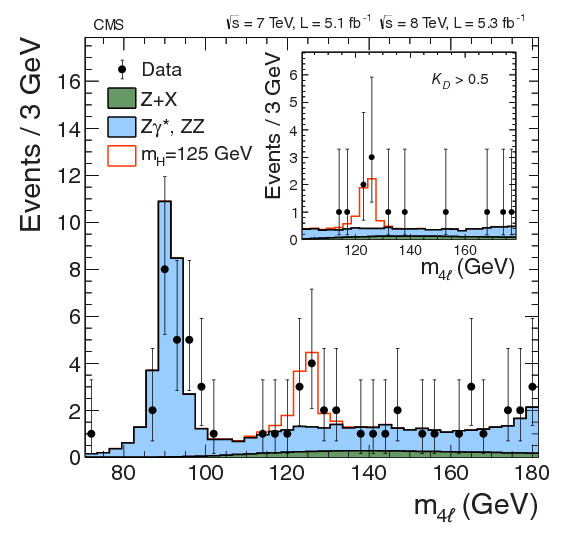 CMS √s = 7 TeV, L = 5.1 fb⁻¹ √s = 8 TeV, L = 5.3 fb⁻¹
Events / 3 GeV
16
14
12
10
8
6
4
2
0
Data
Z+X
Zγ*, ZZ
m_H=125 GeV
Events / 3 GeV
6
5
4
3
2
1
0
K_D > 0.5
120 140 160
m_4ℓ (GeV)
80 100 120 140 160 180
m_4ℓ (GeV)